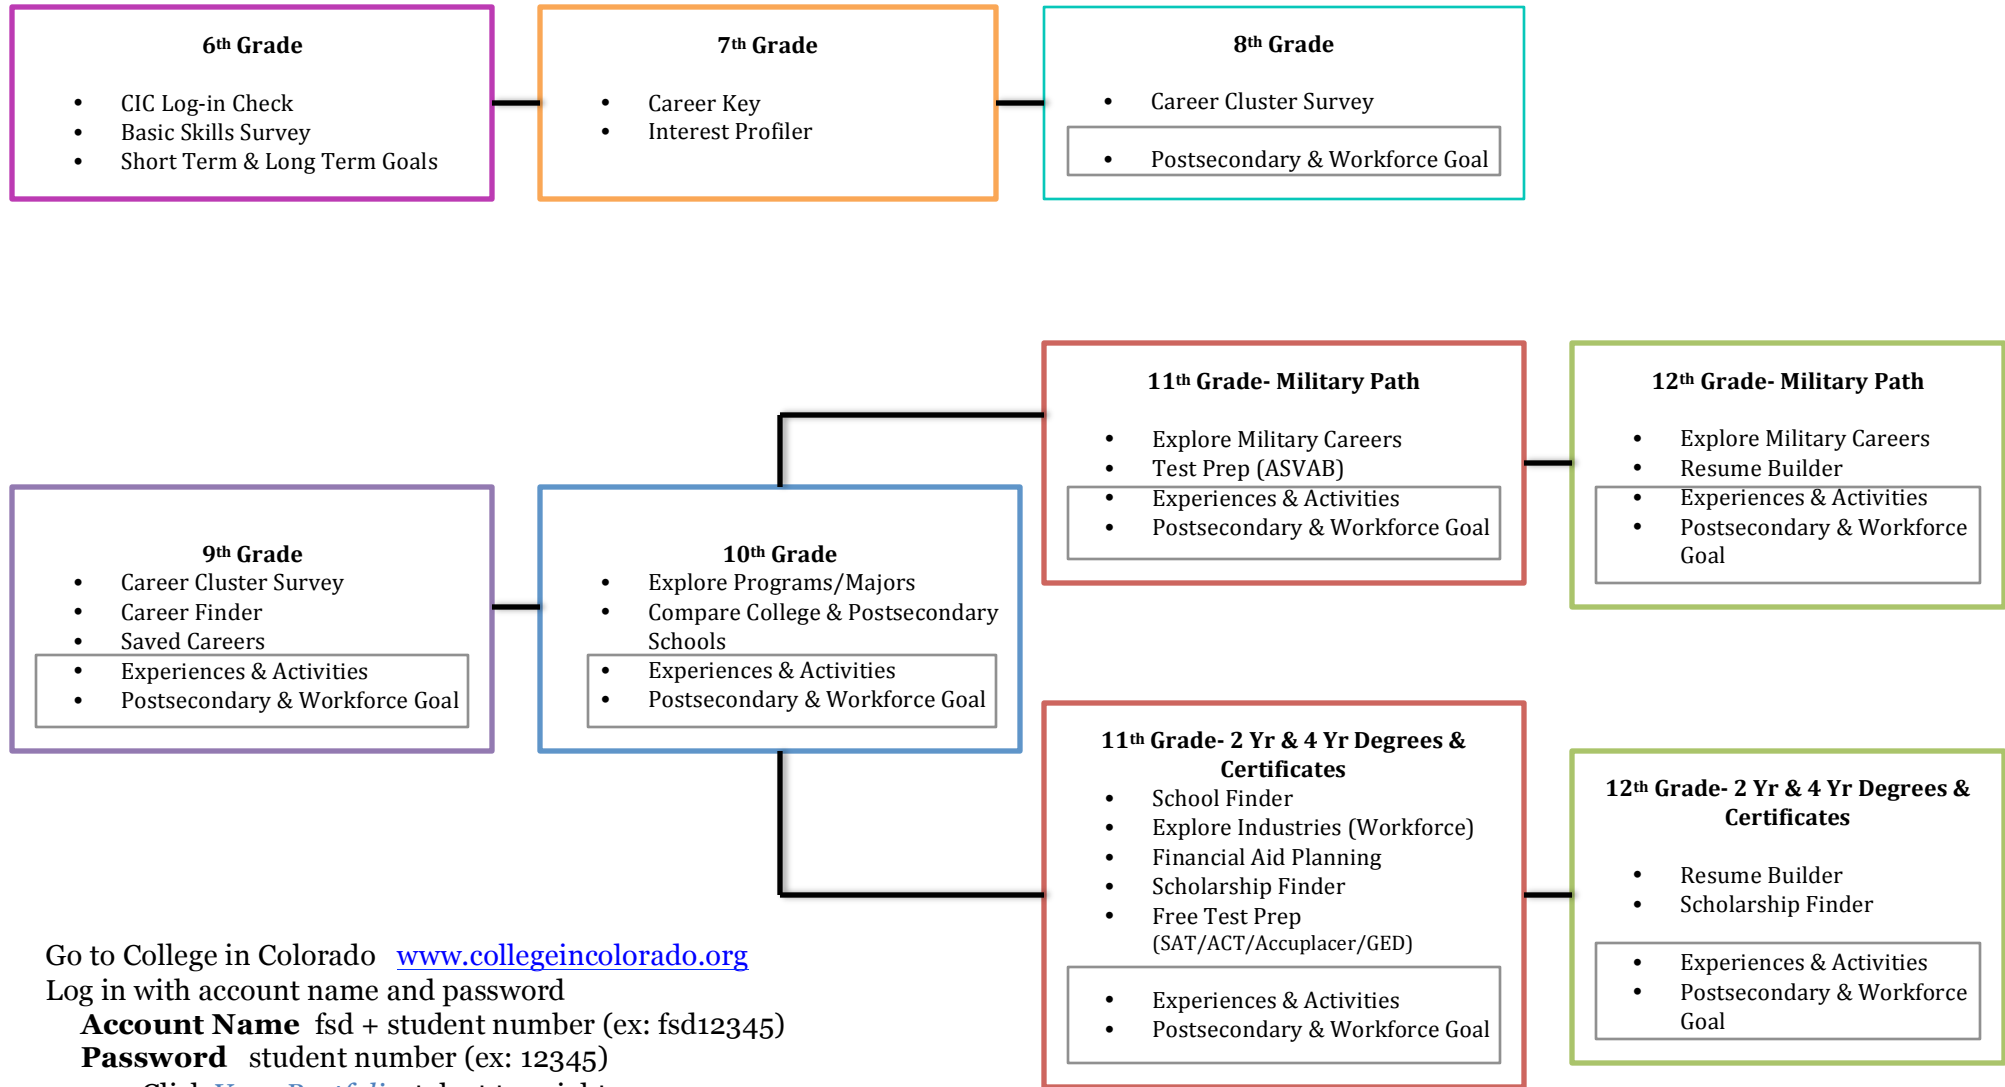 6th Grade
• CIC Log-in Check
• Basic Skills Survey
• Short Term & Long Term Goals
7th Grade
• Career Key
• Interest Profiler
8th Grade
• Career Cluster Survey
• Postsecondary & Workforce Goal
9th Grade
• Career Cluster Survey
• Career Finder
• Saved Careers
• Experiences & Activities
• Postsecondary & Workforce Goal
10th Grade
• Explore Programs/Majors
• Compare College & Postsecondary
Schools
• Experiences & Activities
• Postsecondary & Workforce Goal
11th Grade- Military Path
• Explore Military Careers
• Test Prep (ASVAB)
• Experiences & Activities
• Postsecondary & Workforce Goal
12th Grade- Military Path
• Explore Military Careers
• Resume Builder
• Experiences & Activities
• Postsecondary & Workforce
Goal
11th Grade- 2 Yr & 4 Yr Degrees &
Certificates
• School Finder
• Explore Industries (Workforce)
• Financial Aid Planning
• Scholarship Finder
• Free Test Prep
(SAT/ACT/Accuplacer/GED)
• Experiences & Activities
• Postsecondary & Workforce Goal
12th Grade- 2 Yr & 4 Yr Degrees &
Certificates
• Resume Builder
• Scholarship Finder
• Experiences & Activities
• Postsecondary & Workforce
Goal
Go to College in Colorado www.collegeincolorado.org
Log in with account name and password
Account Name fsd + student number (ex: fsd12345)
Password student number (ex: 12345)
Click Your Portfolio